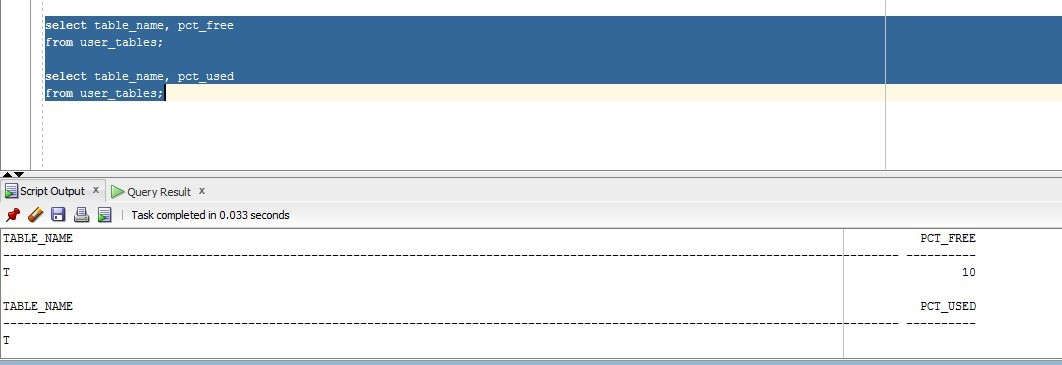 select table_name, pct_free
from user_tables;
select table_name, pct_used
from user_tables;
Script Output x Query Result x
Task completed in 0.033 seconds
TABLE_NAME PCT_FREE
T 10
TABLE_NAME PCT_USED
T